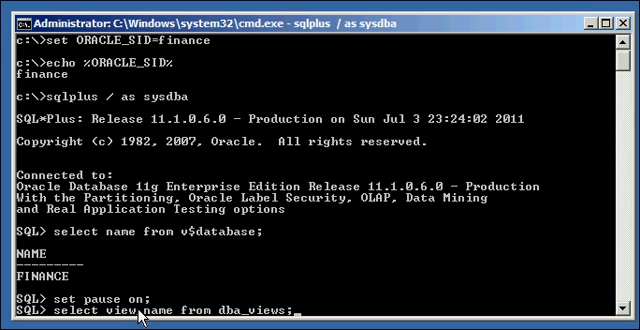 Administrator: C:\Windows\system32\cmd.exe - sqlplus / as sysdba
c:\>set ORACLE_SID=finance
c:\>echo %ORACLE_SID%
finance
c:\>sqlplus / as sysdba
SQL*Plus: Release 11.1.0.6.0 - Production on Sun Jul 3 23:24:02 2011
Copyright (c) 1982, 2007, Oracle.  All rights reserved.
Connected to:
Oracle Database 11g Enterprise Edition Release 11.1.0.6.0 - Production
With the Partitioning, Oracle Label Security, OLAP, Data Mining
and Real Application Testing options
SQL> select name from v$database;
NAME
---------
FINANCE
SQL> set pause on;
SQL> select view_name from dba_views;